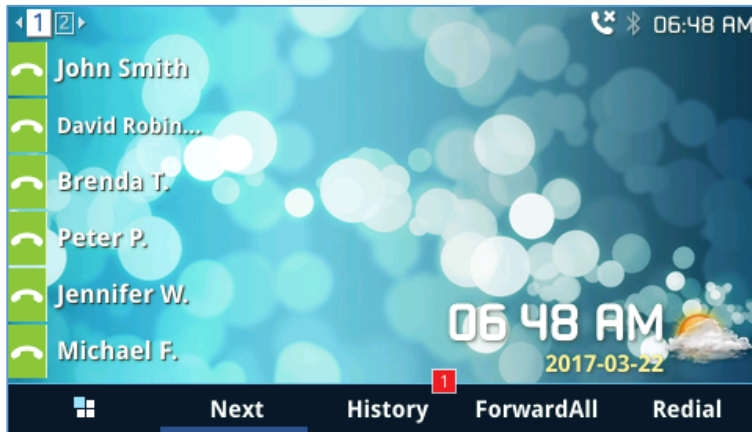 1 2 06:48 AM
John Smith
David Robin...
Brenda T.
Peter P.
Jennifer W.
06 48 AM
2017-03-22
Michael F.
1
Next History ForwardAll Redial